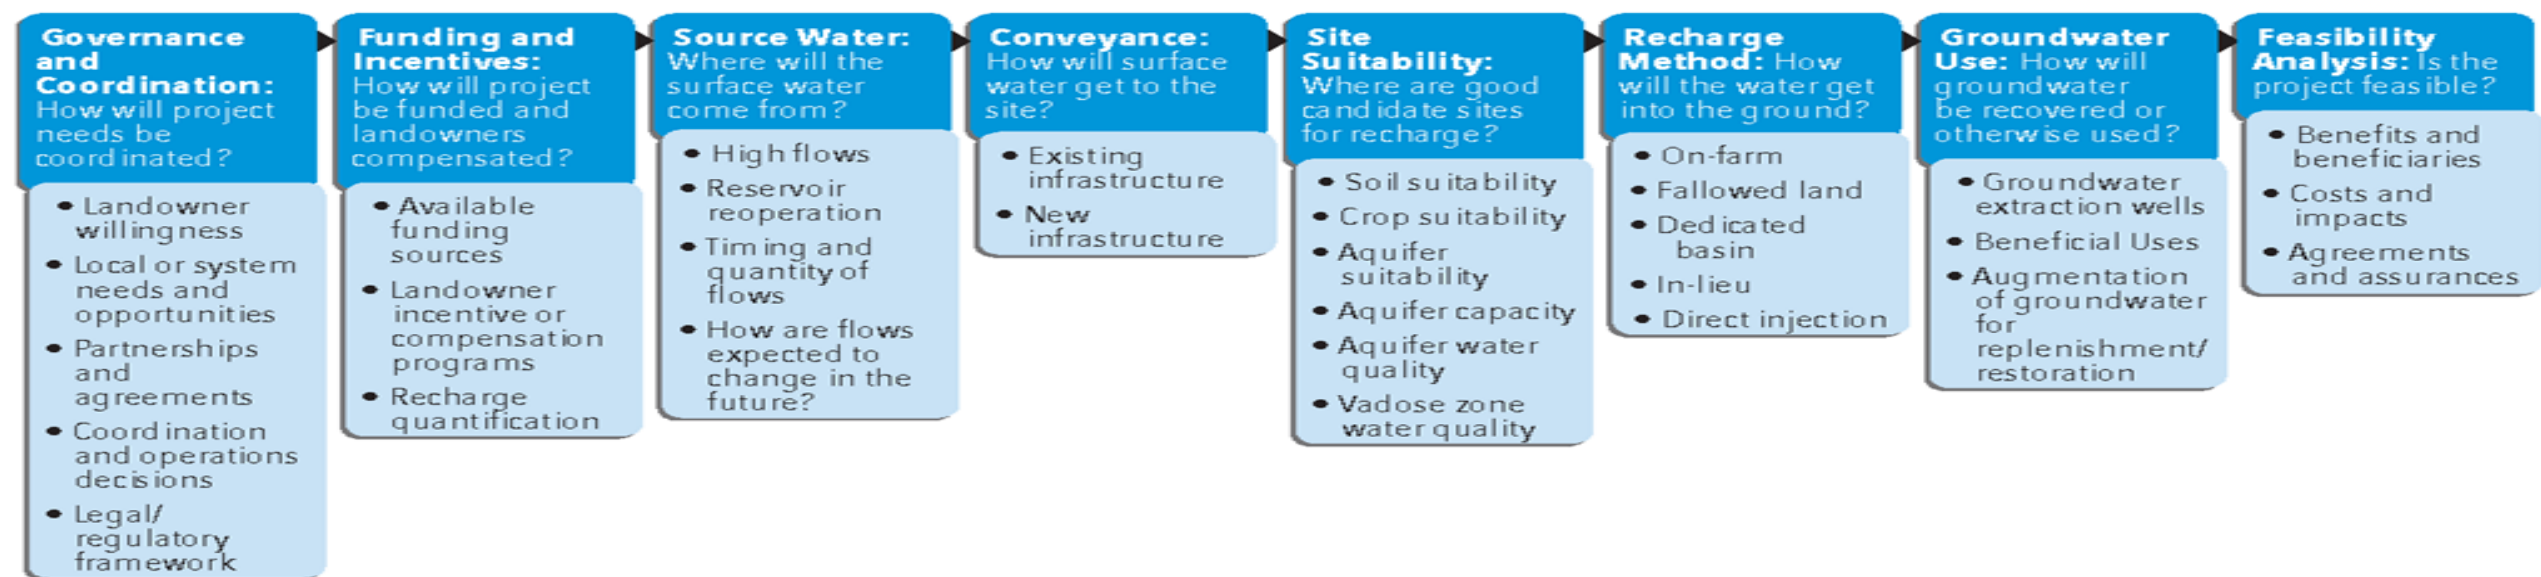 Governance
and
Coordination:
How will project
needs be
coordinated?
• Landowner
willingness
• Local or system
needs and
opportunities
• Partnerships
and
agreements
• Coordination
and operations
decisions
• Legal/
regulatory
framework
Funding and
Incentives:
How will project
be funded and
landowners
compensated?
• Available
funding
sources
• Landowner
incentive or
compensation
programs
• Recharge
quantification
Source Water:
Where will the
surface water
come from?
• High flows
• Reservoir
reoperation
• Timing and
quantity of
flows
• How are flows
expected to
change in the
future?
Conveyance:
How will surface
water get to the
site?
• Existing
infrastructure
• New
infrastructure
Site
Suitability:
Where are good
candidate sites
for recharge?
• Soil suitability
• Crop suitability
• Aquifer
suitability
• Aquifer capacity
• Aquifer water
quality
• Vadose zone
water quality
Recharge
Method: How
will the water get
into the ground?
• On-farm
• Fallowed land
• Dedicated
basin
• In-lieu
• Direct injection
Groundwater
Use: How will
groundwater
be recovered or
otherwise used?
• Groundwater
extraction wells
• Beneficial Uses
• Augmentation
of groundwater
for
replenishment/
restoration
Feasibility
Analysis: Is the
project feasible?
• Benefits and
beneficiaries
• Costs and
impacts
• Agreements
and assurances